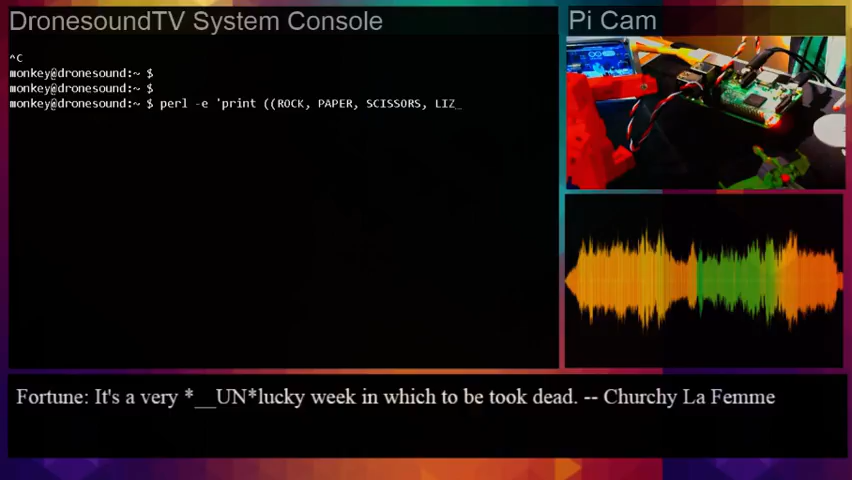 DronesoundTV System Console
Pi Cam
^C
monkey@dronesound:~ $
monkey@dronesound:~ $
monkey@dronesound:~ $ perl -e 'print ((ROCK, PAPER, SCISSORS, LIZ_
Fortune: It's a very *__UN*lucky week in which to be took dead. -- Churchy La Femme